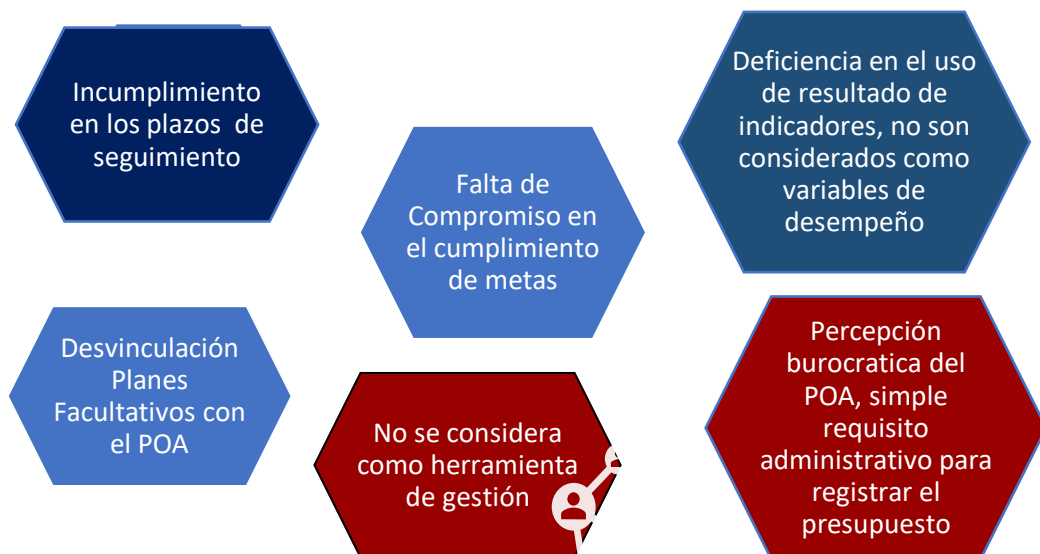 Incumplimiento
en los plazos de
seguimiento
Falta de
Compromiso en
el cumplimiento
de metas
Deficiencia en el uso
de resultado de
indicadores, no son
considerados como
variables de
desempeño
Desvinculación
Planes
Facultativos con
el POA
No se considera
como herramienta
de gestión
Percepción
burocratica del
POA, simple
requisito
administrativo para
registrar el
presupuesto